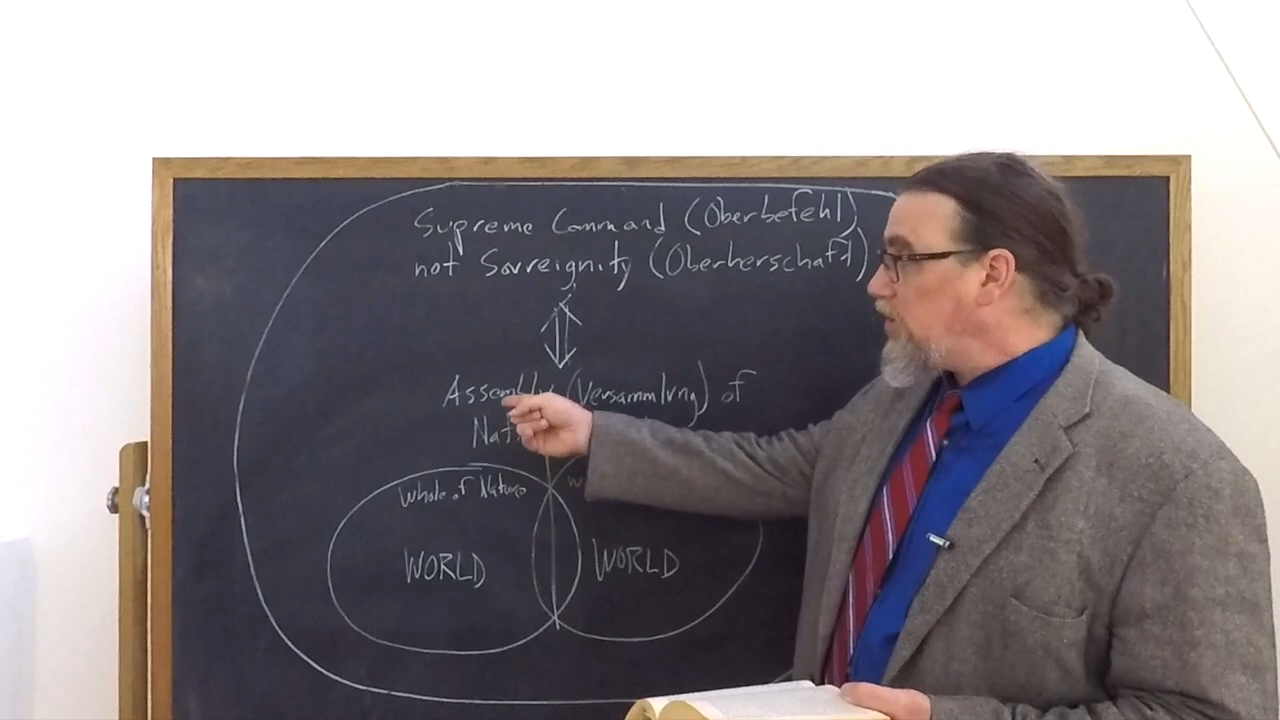 Supreme Command (Oberbefehl)
not Sovreignity (Oberherschaft)
Assembly (Versammlung) of
Whole of Nature
WORLD
WORLD